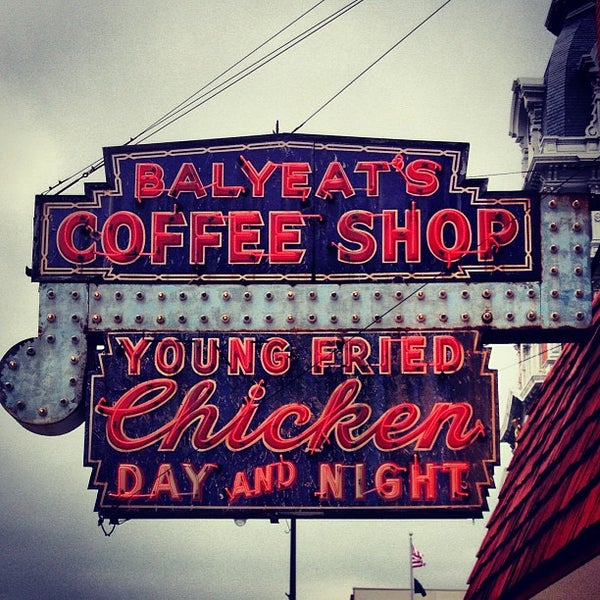 BALYEAT'S
COFFEE SHOP
YOUNG FRIED
Chicken
DAY AND NIGHT